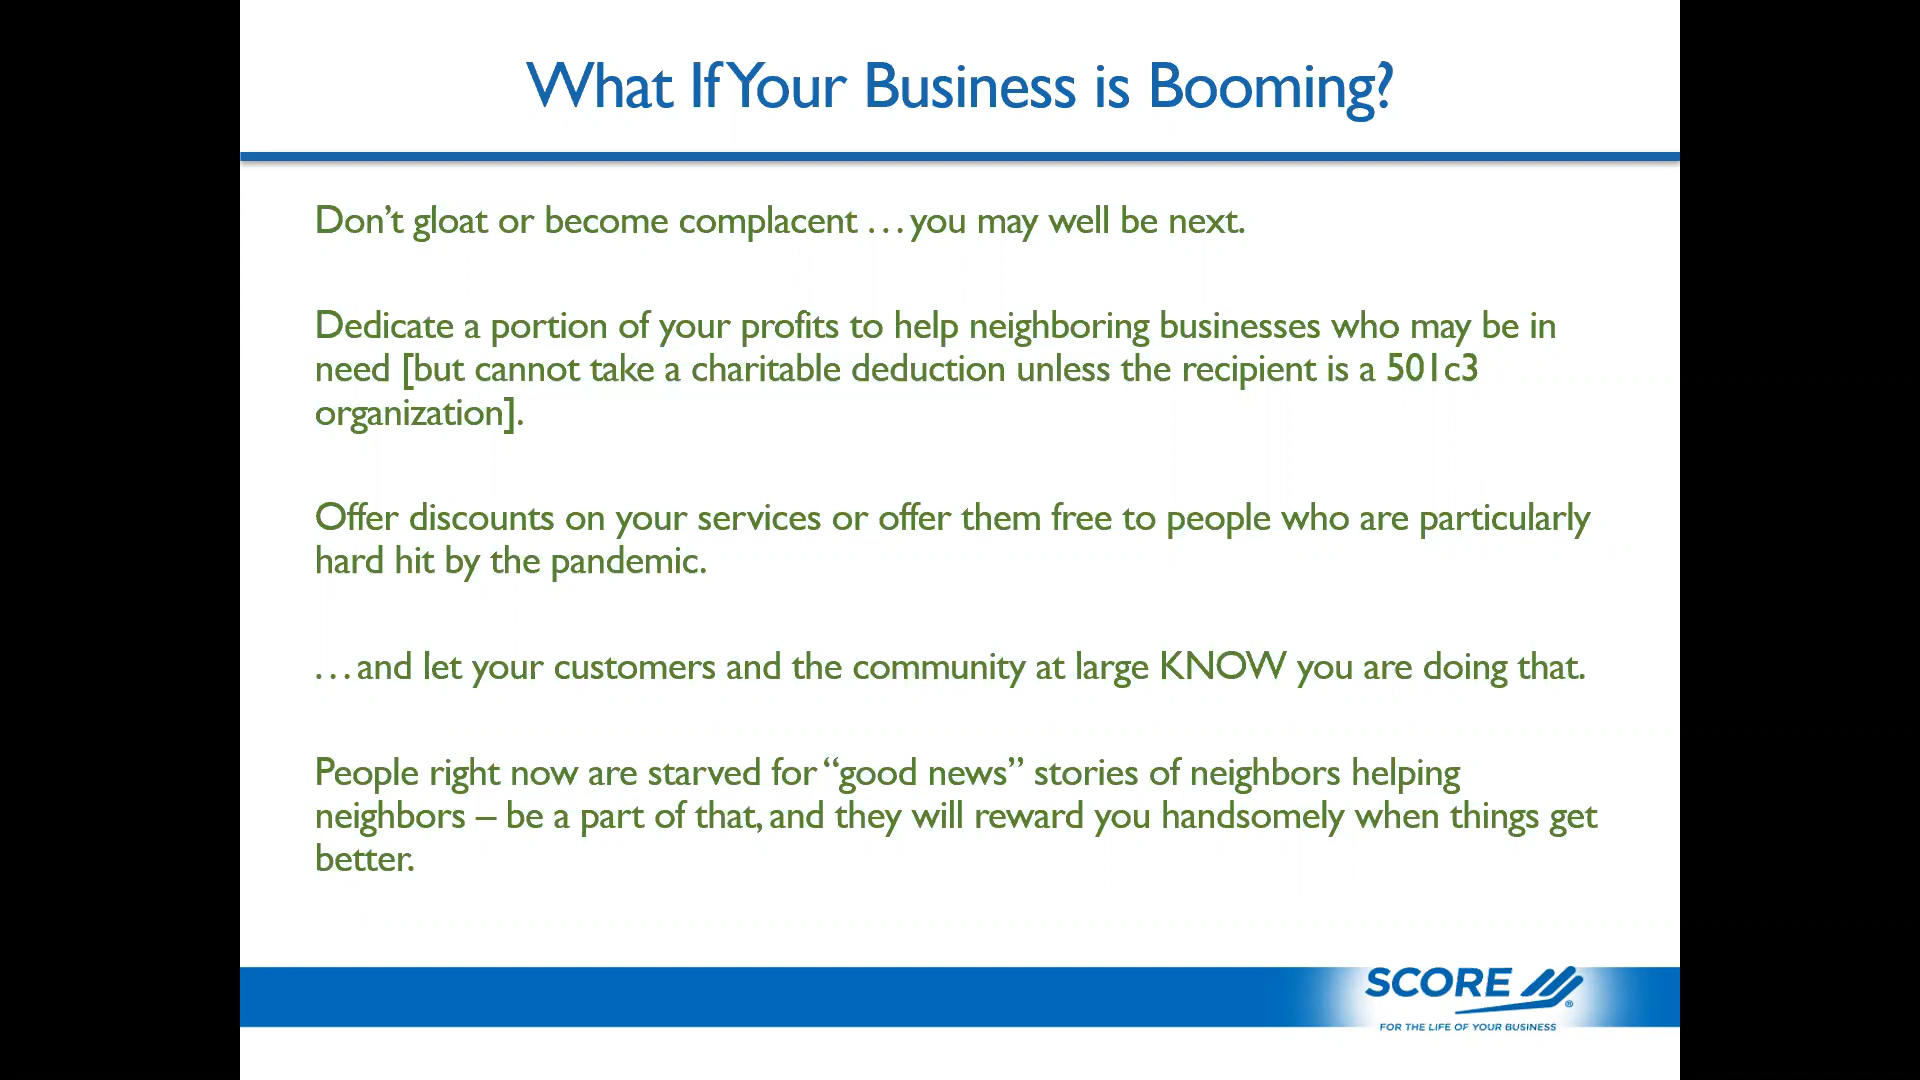 What If Your Business is Booming?
Don’t gloat or become complacent …you may well be next.
Dedicate a portion of your profits to help neighboring businesses who may be in
need [but cannot take a charitable deduction unless the recipient is a 501c3
organization].
Offer discounts on your services or offer them free to people who are particularly
hard hit by the pandemic.
…and let your customers and the community at large KNOW you are doing that.
People right now are starved for “good news” stories of neighbors helping
neighbors – be a part of that, and they will reward you handsomely when things get
better.
SCORE ®
FOR THE LIFE OF YOUR BUSINESS